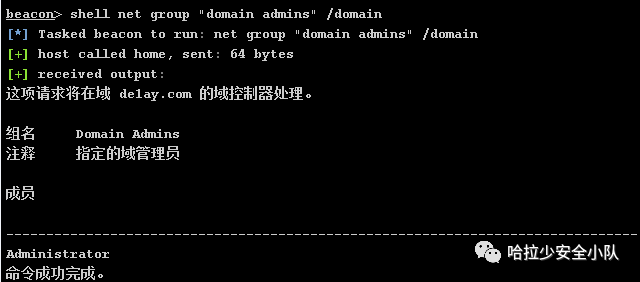 beacon> shell net group "domain admins" /domain
[*] Tasked beacon to run: net group "domain admins" /domain
[+] host called home, sent: 64 bytes
[+] received output:
这项请求将在域 de1ay.com 的域控制器处理。
组名 Domain Admins
注释 指定的域管理员
成员
-------------------------------------------------------------------------------
Administrator
命令成功完成。
哈拉少安全小队